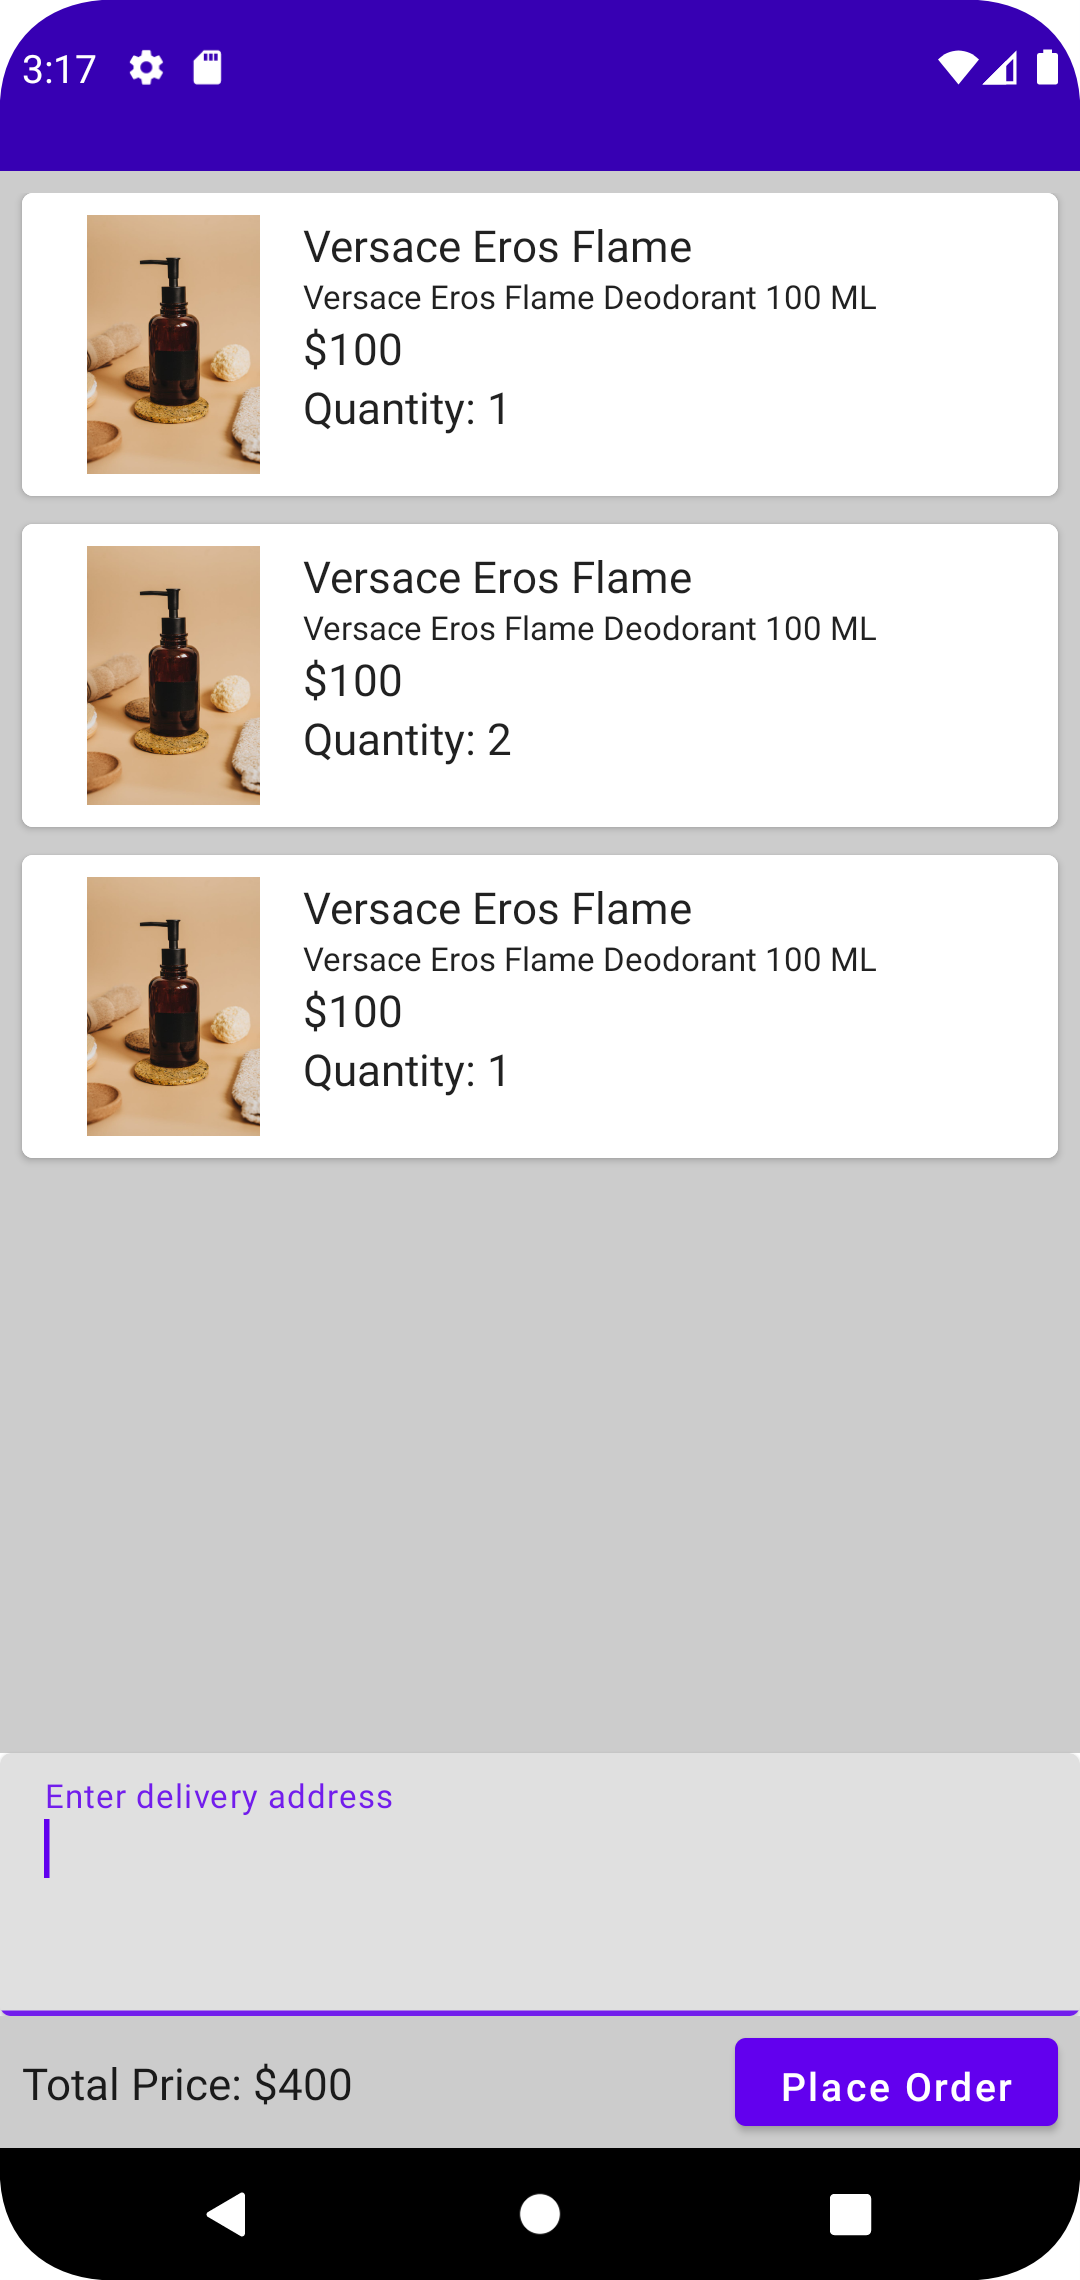 3:17
Versace Eros Flame
Versace Eros Flame Deodorant 100 ML
$100
Quantity: 1
Versace Eros Flame
Versace Eros Flame Deodorant 100 ML
$100
Quantity: 2
Versace Eros Flame
Versace Eros Flame Deodorant 100 ML
$100
Quantity: 1
Enter delivery address
Total Price: $400
Place Order